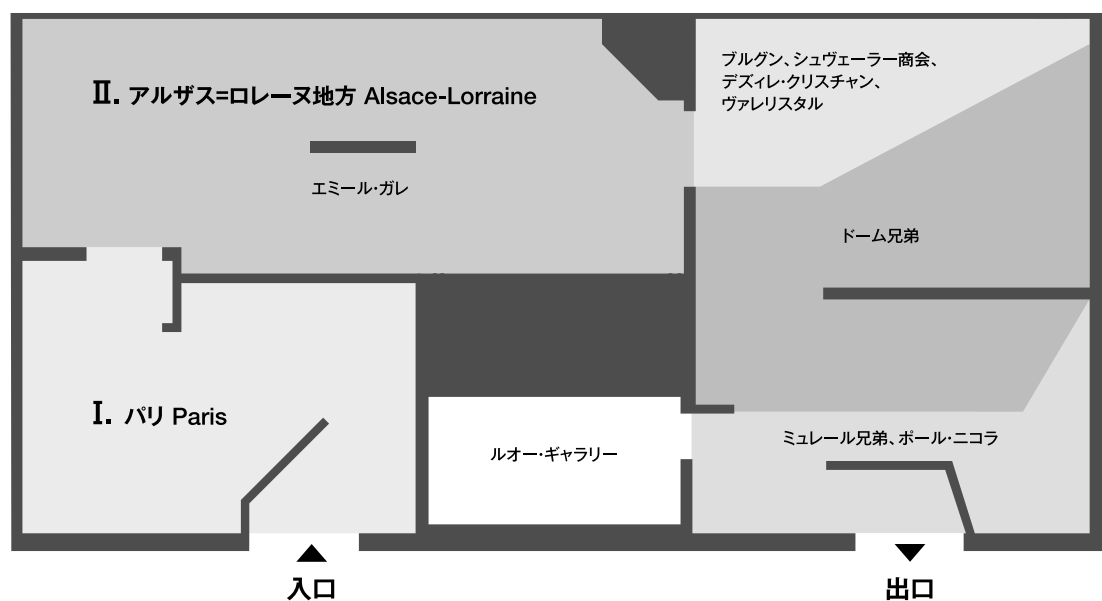 Ⅱ. アルザス=ロレーヌ地方 Alsace-Lorraine
エミール・ガレ
ブルグン、シュヴェーラー商会、
デズィレ・クリスチャン、
ヴァレリスタル
ドーム兄弟
Ⅰ. パリ Paris
ルオー・ギャラリー
ミュレール兄弟、ポール・ニコラ
入口
出口